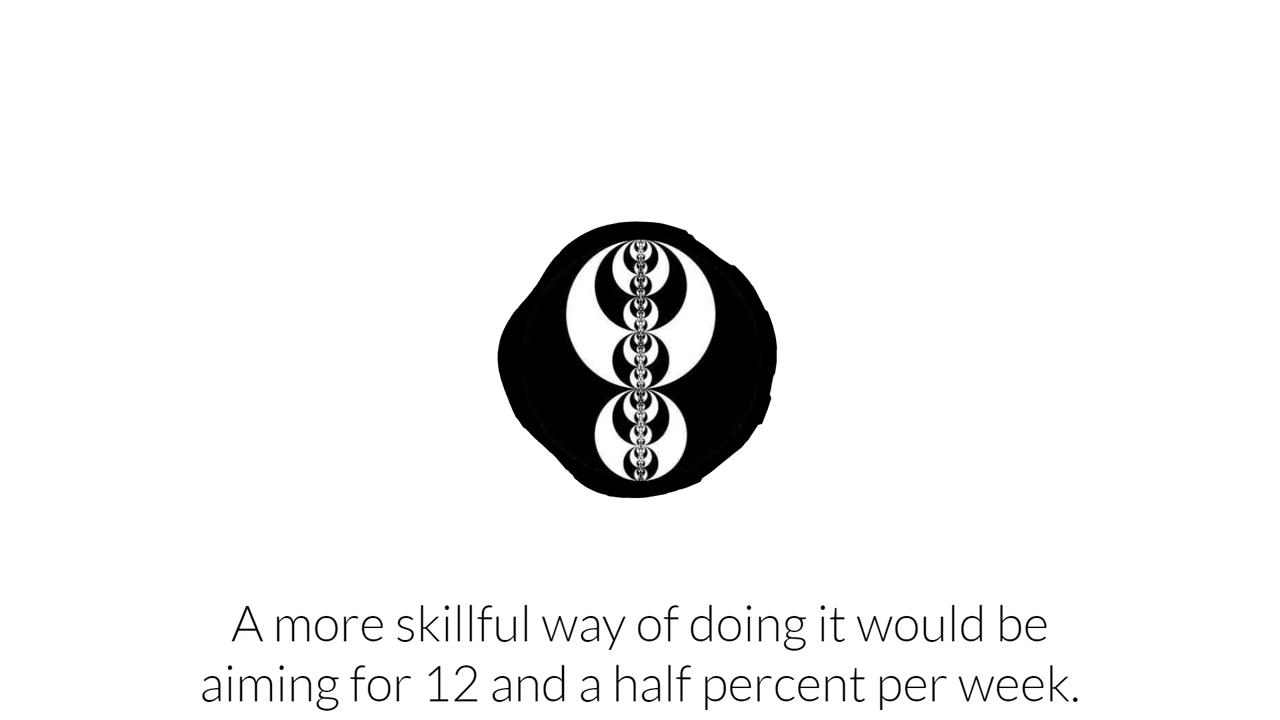 A more skillful way of doing it would be
aiming for 12 and a half percent per week.